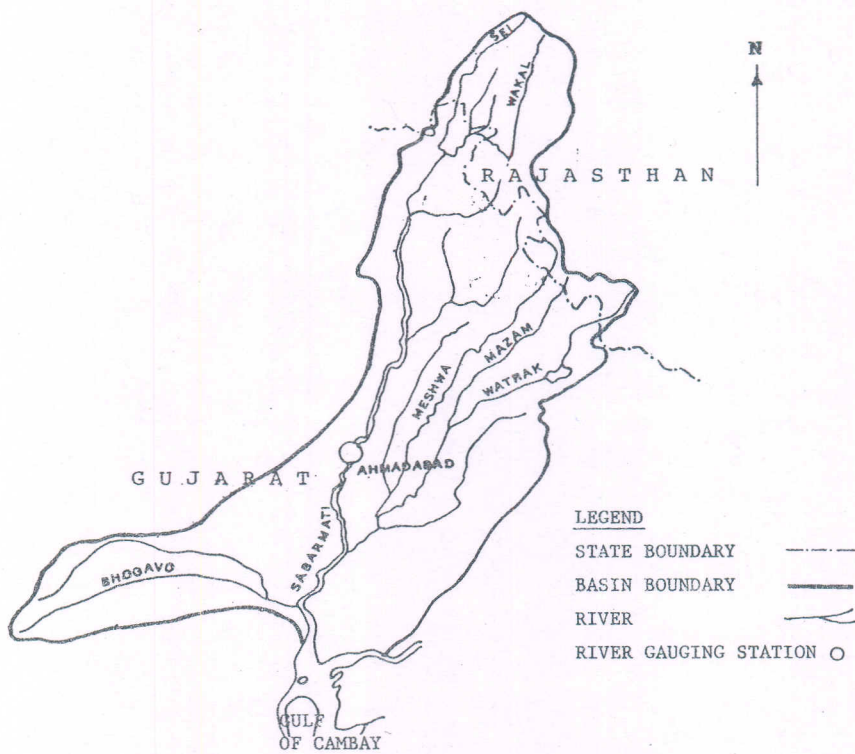 SEI
WAKAL
N
RAJASTHAN
MESHWA
MAZAM
WATRAK
AHMADABAD
GUJARAT
SABARMATI
BHOGAVO
GULF
OF CAMBAY
LEGEND
STATE BOUNDARY
BASIN BOUNDARY
RIVER
RIVER GAUGING STATION